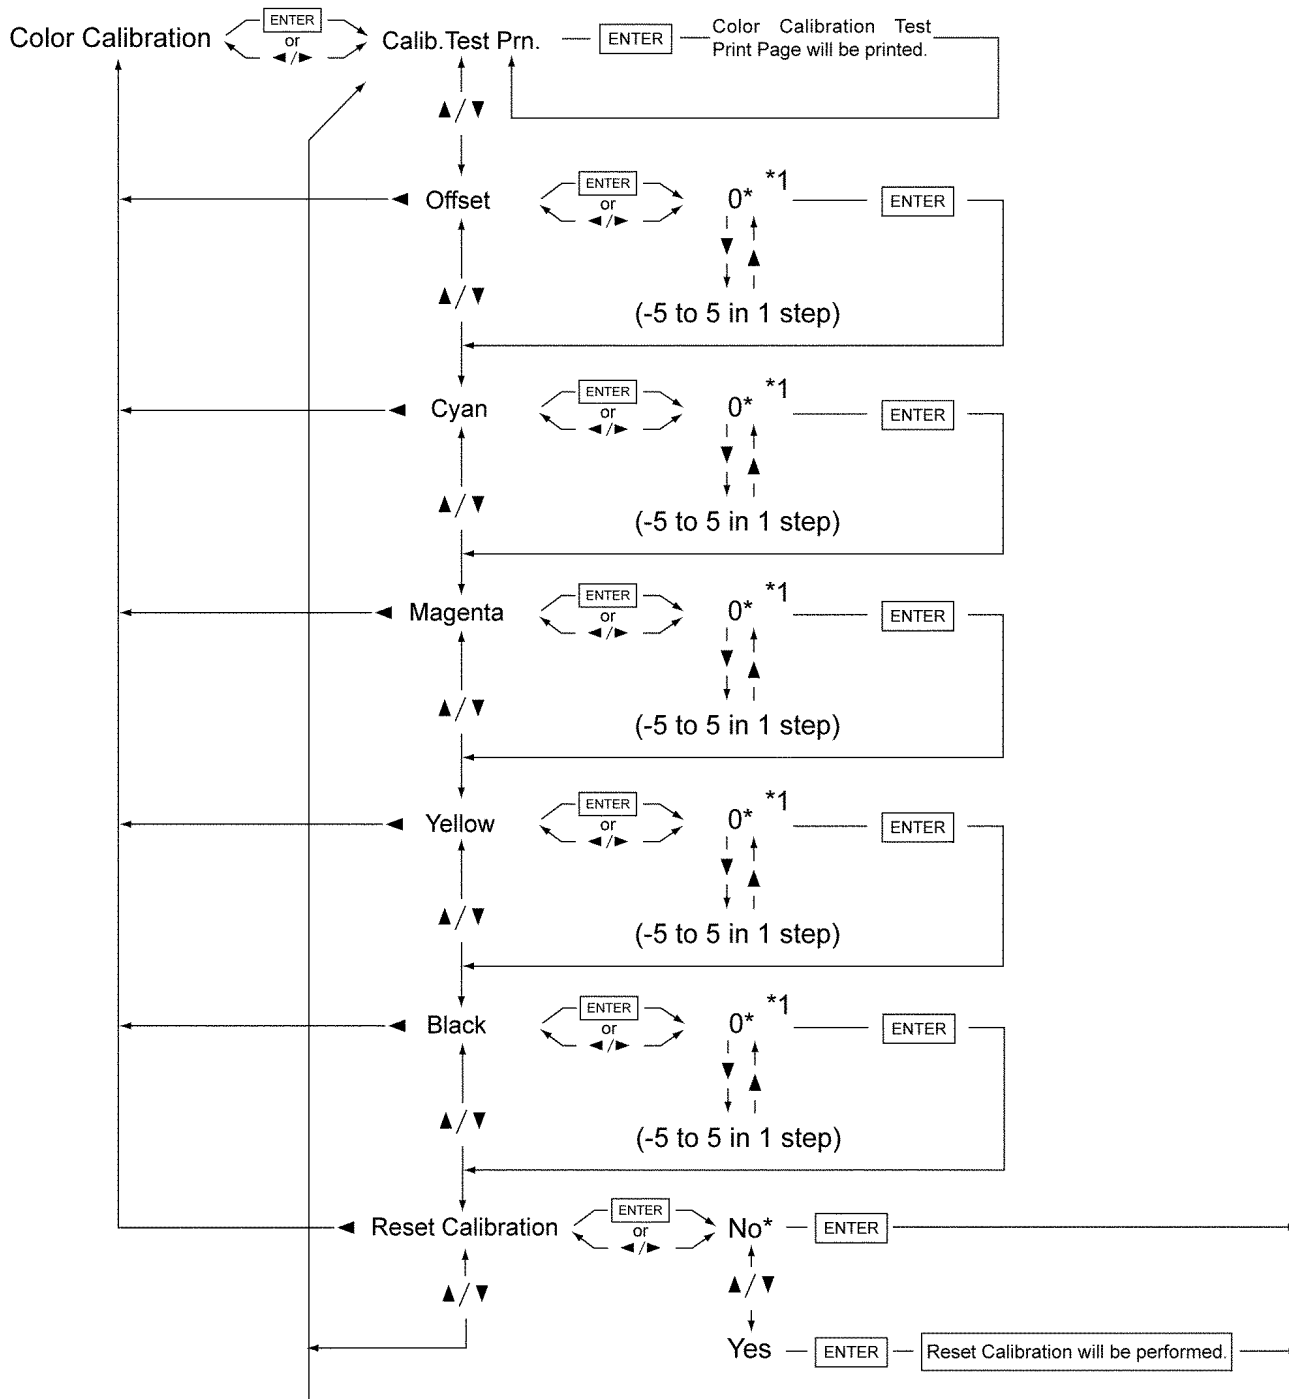 Color Calibration
ENTER
or
◄/►
Calib.Test Prn.
ENTER
Color Calibration Test
Print Page will be printed.
▲/▼
Offset
ENTER
or
◄/►
0* *1
ENTER
▲/▼
(-5 to 5 in 1 step)
Cyan
ENTER
or
◄/►
0* *1
ENTER
▲/▼
(-5 to 5 in 1 step)
Magenta
ENTER
or
◄/►
0* *1
ENTER
▲/▼
(-5 to 5 in 1 step)
Yellow
ENTER
or
◄/►
0* *1
ENTER
▲/▼
(-5 to 5 in 1 step)
Black
ENTER
or
◄/►
0* *1
ENTER
▲/▼
(-5 to 5 in 1 step)
Reset Calibration
ENTER
or
◄/►
No*
ENTER
▲/▼
▲/▼
Yes
ENTER
Reset Calibration will be performed.